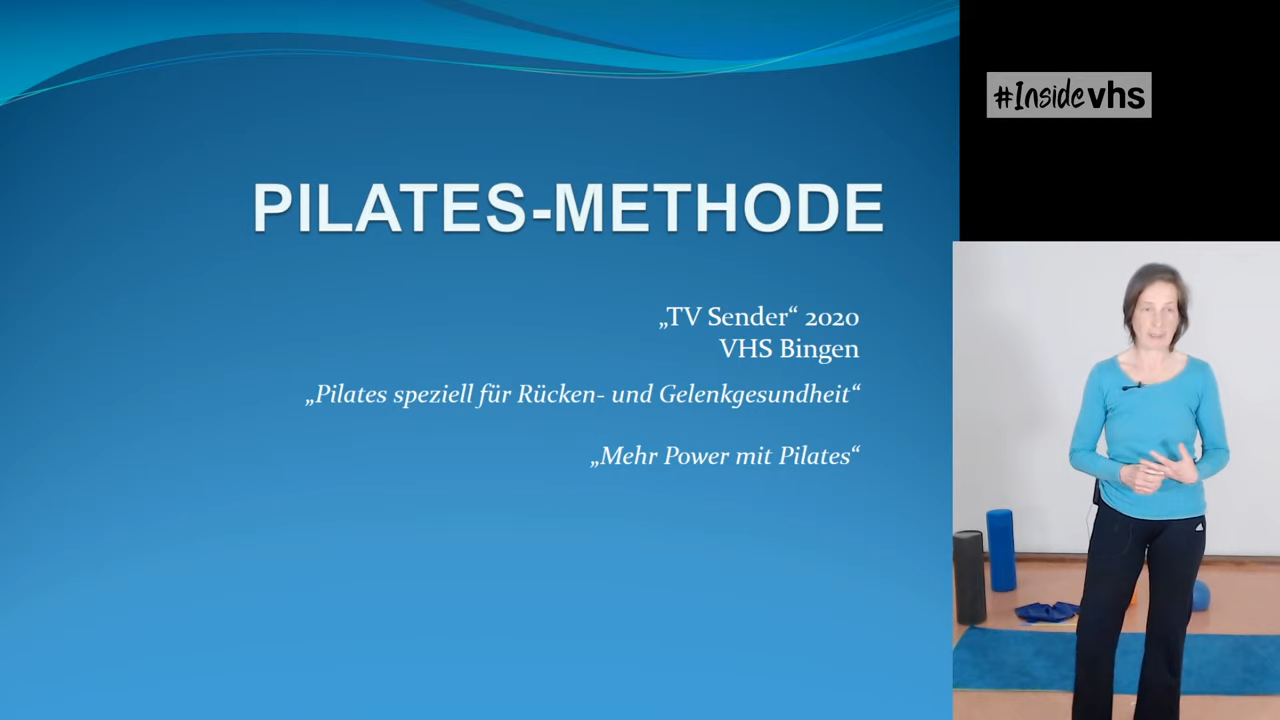 PILATES-METHODE
„TV Sender“ 2020
VHS Bingen
„Pilates speziell für Rücken- und Gelenkgesundheit“
„Mehr Power mit Pilates“
#Insidevhs